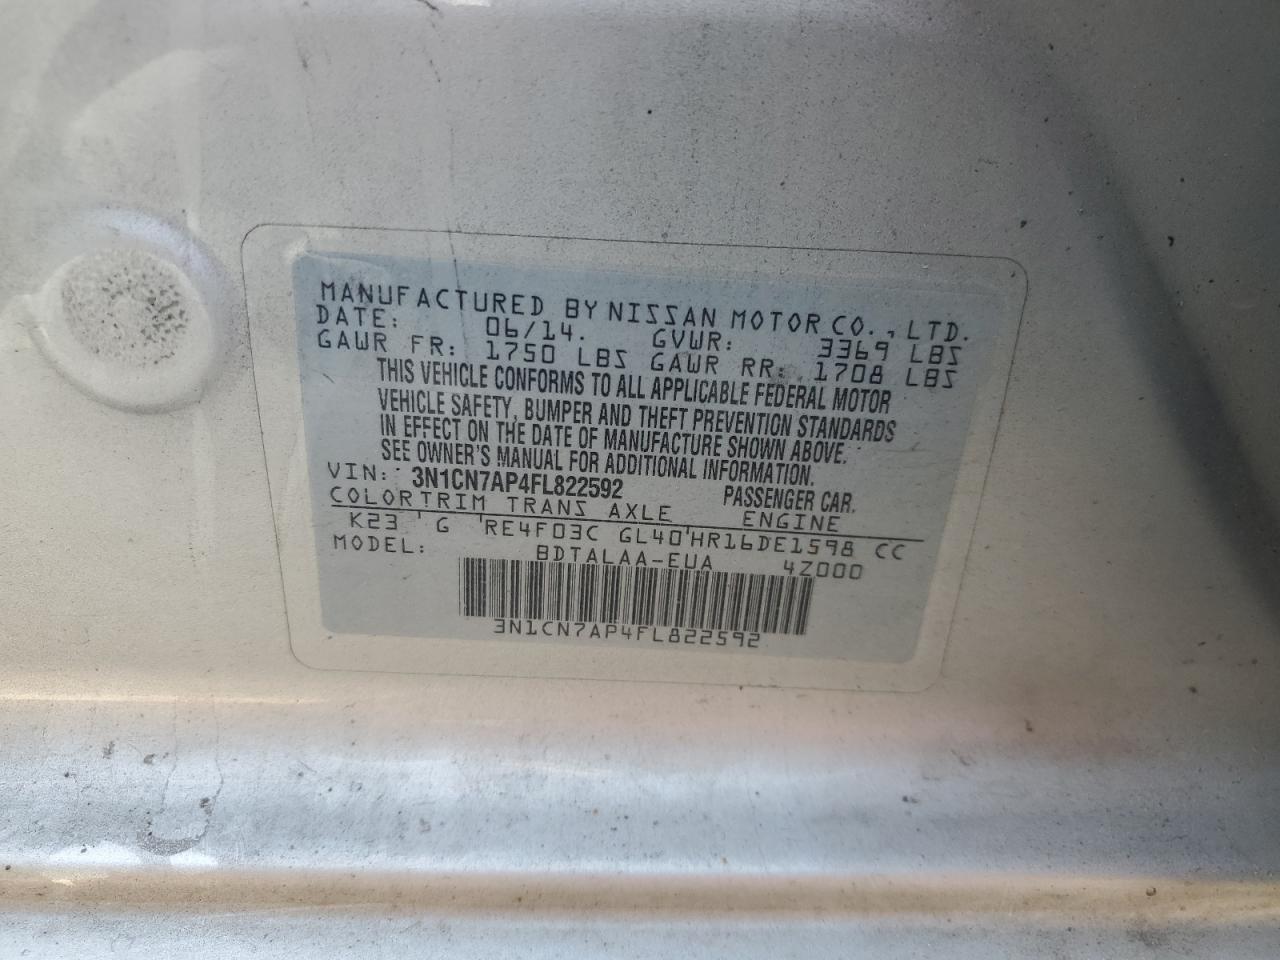 MANUFACTURED BY NISSAN MOTOR CO., LTD.
DATE: 06/14. GVWR: 3369 LBS
GAWR FR: 1750 LBS GAWR RR: 1708 LBS
THIS VEHICLE CONFORMS TO ALL APPLICABLE FEDERAL MOTOR
VEHICLE SAFETY, BUMPER AND THEFT PREVENTION STANDARDS
IN EFFECT ON THE DATE OF MANUFACTURE SHOWN ABOVE.
SEE OWNER'S MANUAL FOR ADDITIONAL INFORMATION.
VIN: 3N1CN7AP4FL822592 PASSENGER CAR.
COLOR TRIM TRANS AXLE ENGINE
K23 G RE4F03C GL40 HR16DE1598 CC
MODEL: BDTALAA-EUA 4Z000
3N1CN7AP4FL822592